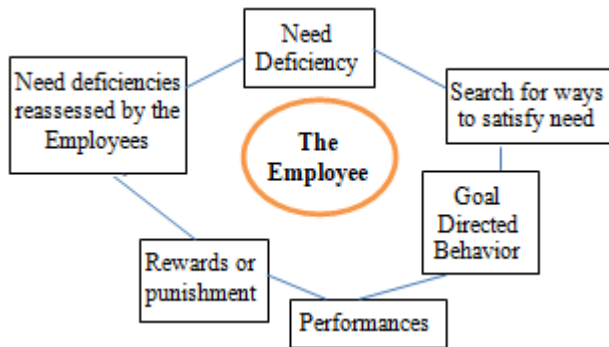 Need
Deficiency
Search for ways
to satisfy need
Goal
Directed
Behavior
Performances
Rewards or
punishment
Need deficiencies
reassessed by the
Employees
The
Employee